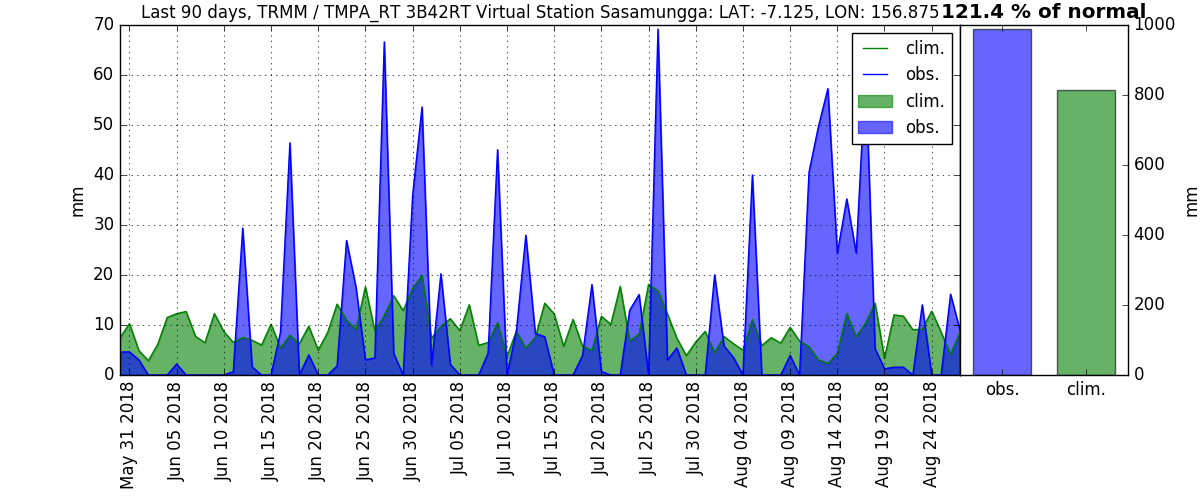 Last 90 days, TRMM / TMPA_RT 3B42RT Virtual Station Sasamungga: LAT: -7.125, LON: 156.875 121.4 % of normal
70
60
50
40
30
20
10
0
mm
clim.
obs.
clim.
obs.
1000
800
600
400
200
0
mm
obs.
clim.
May 31 2018
Jun 05 2018
Jun 10 2018
Jun 15 2018
Jun 20 2018
Jun 25 2018
Jun 30 2018
Jul 05 2018
Jul 10 2018
Jul 15 2018
Jul 20 2018
Jul 25 2018
Jul 30 2018
Aug 04 2018
Aug 09 2018
Aug 14 2018
Aug 19 2018
Aug 24 2018